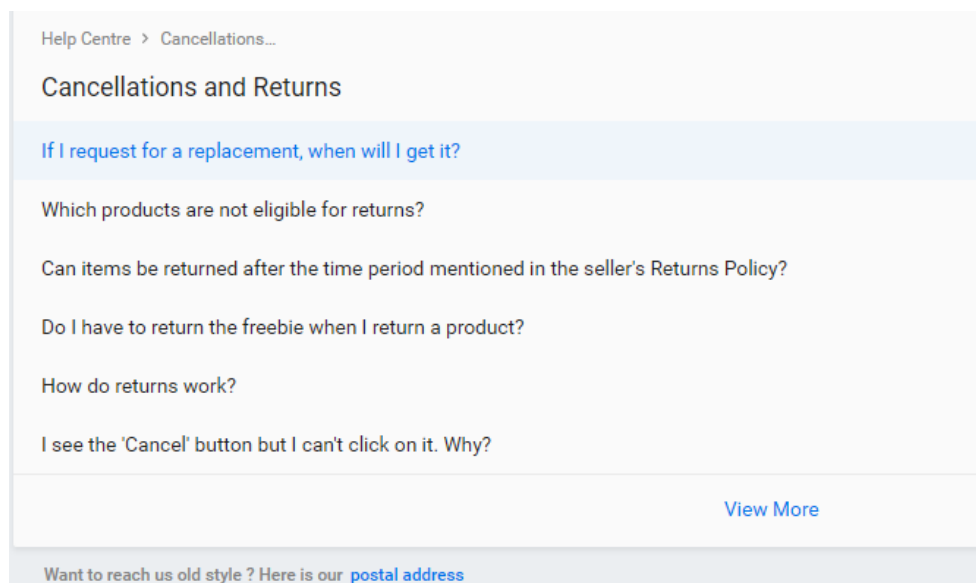 Help Centre > Cancellations...
Cancellations and Returns
If I request for a replacement, when will I get it?
Which products are not eligible for returns?
Can items be returned after the time period mentioned in the seller's Returns Policy?
Do I have to return the freebie when I return a product?
How do returns work?
I see the 'Cancel' button but I can't click on it. Why?
View More
Want to reach us old style ? Here is our postal address